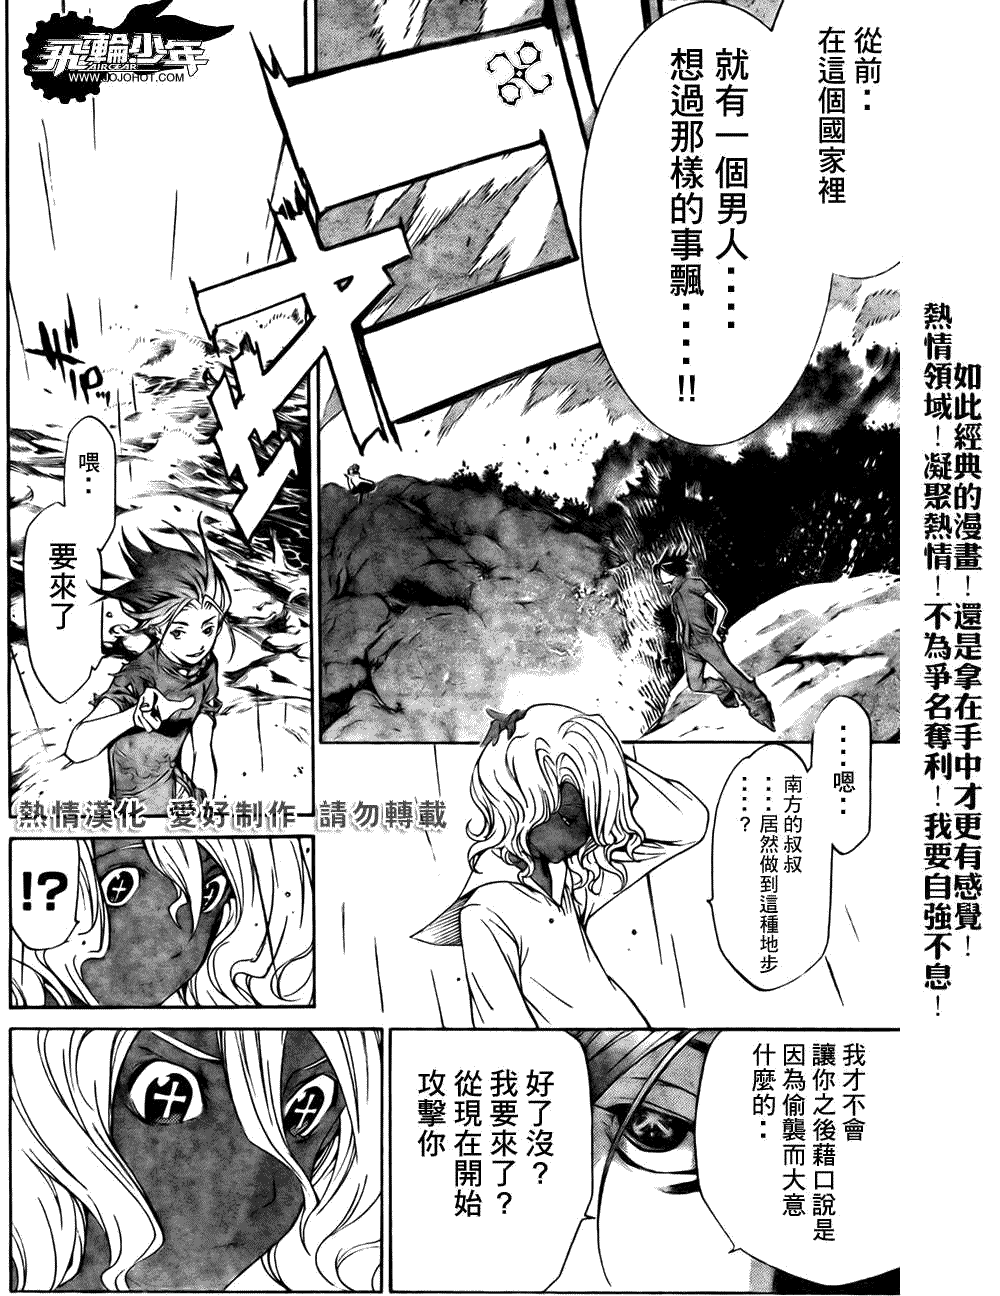 飛輪少年
AIRGEAR
WWW.JOJOHOT.COM
從前‥
在這個國家裡
就有一個男人‥‥
想過那樣的事飄‥‥‥!!
喂‥
要來了
‥‥嗯‥
南方的叔叔
‥‥居然做到這種地步
‥‥?
熱情漢化 愛好制作 請勿轉載
!?
我才不會
讓你之後藉口說是
因為偷襲而大意
什麼的‥
好了沒?
我要來了?
從現在開始
攻擊你
如此經典的漫畫！還是拿在手中才更有感覺！
熱情領域！凝聚熱情！不為爭名奪利！我要自強不息！